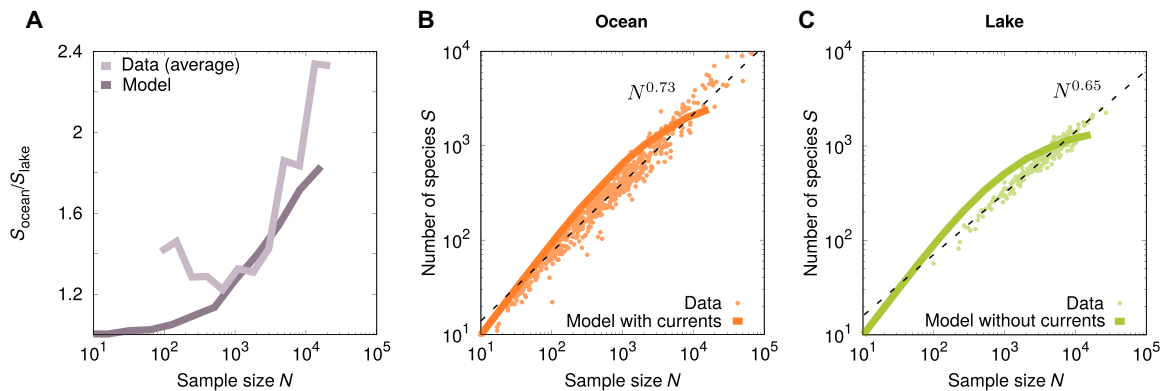 A
S_ocean/S_lake
2.4
2
1.6
1.2
Data (average)
Model
10^1 10^2 10^3 10^4 10^5
Sample size N
B
Ocean
Number of species S
10^4
10^3
10^2
10^1
N^0.73
Data
Model with currents
10^1 10^2 10^3 10^4 10^5
Sample size N
C
Lake
Number of species S
10^4
10^3
10^2
10^1
N^0.65
Data
Model without currents
10^1 10^2 10^3 10^4 10^5
Sample size N